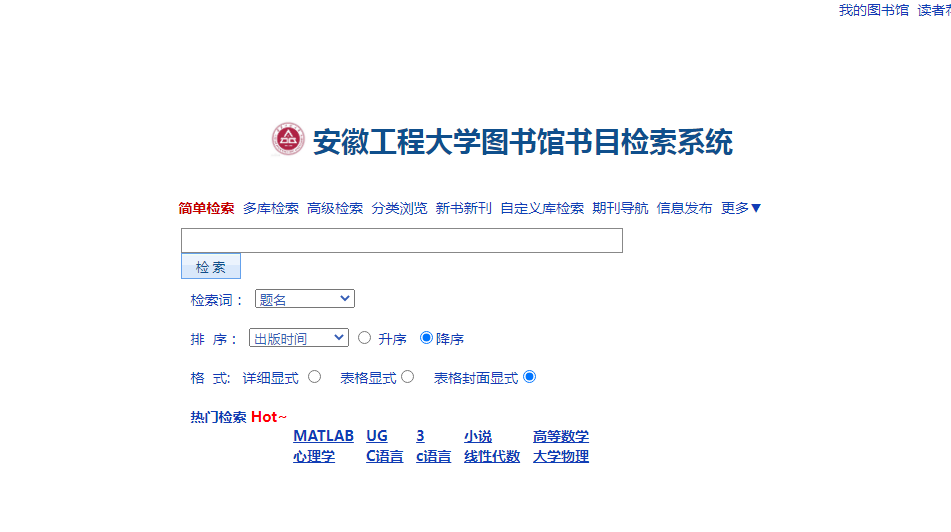 我的图书馆 读者荐
安徽工程大学图书馆书目检索系统
简单检索 多库检索 高级检索 分类浏览 新书新刊 自定义库检索 期刊导航 信息发布 更多▼
检 索
检索词： 题名
排 序： 出版时间 升序 降序
格 式: 详细显式 表格显式 表格封面显式
热门检索 Hot~
MATLAB UG 3 小说 高等数学
心理学 C语言 c语言 线性代数 大学物理